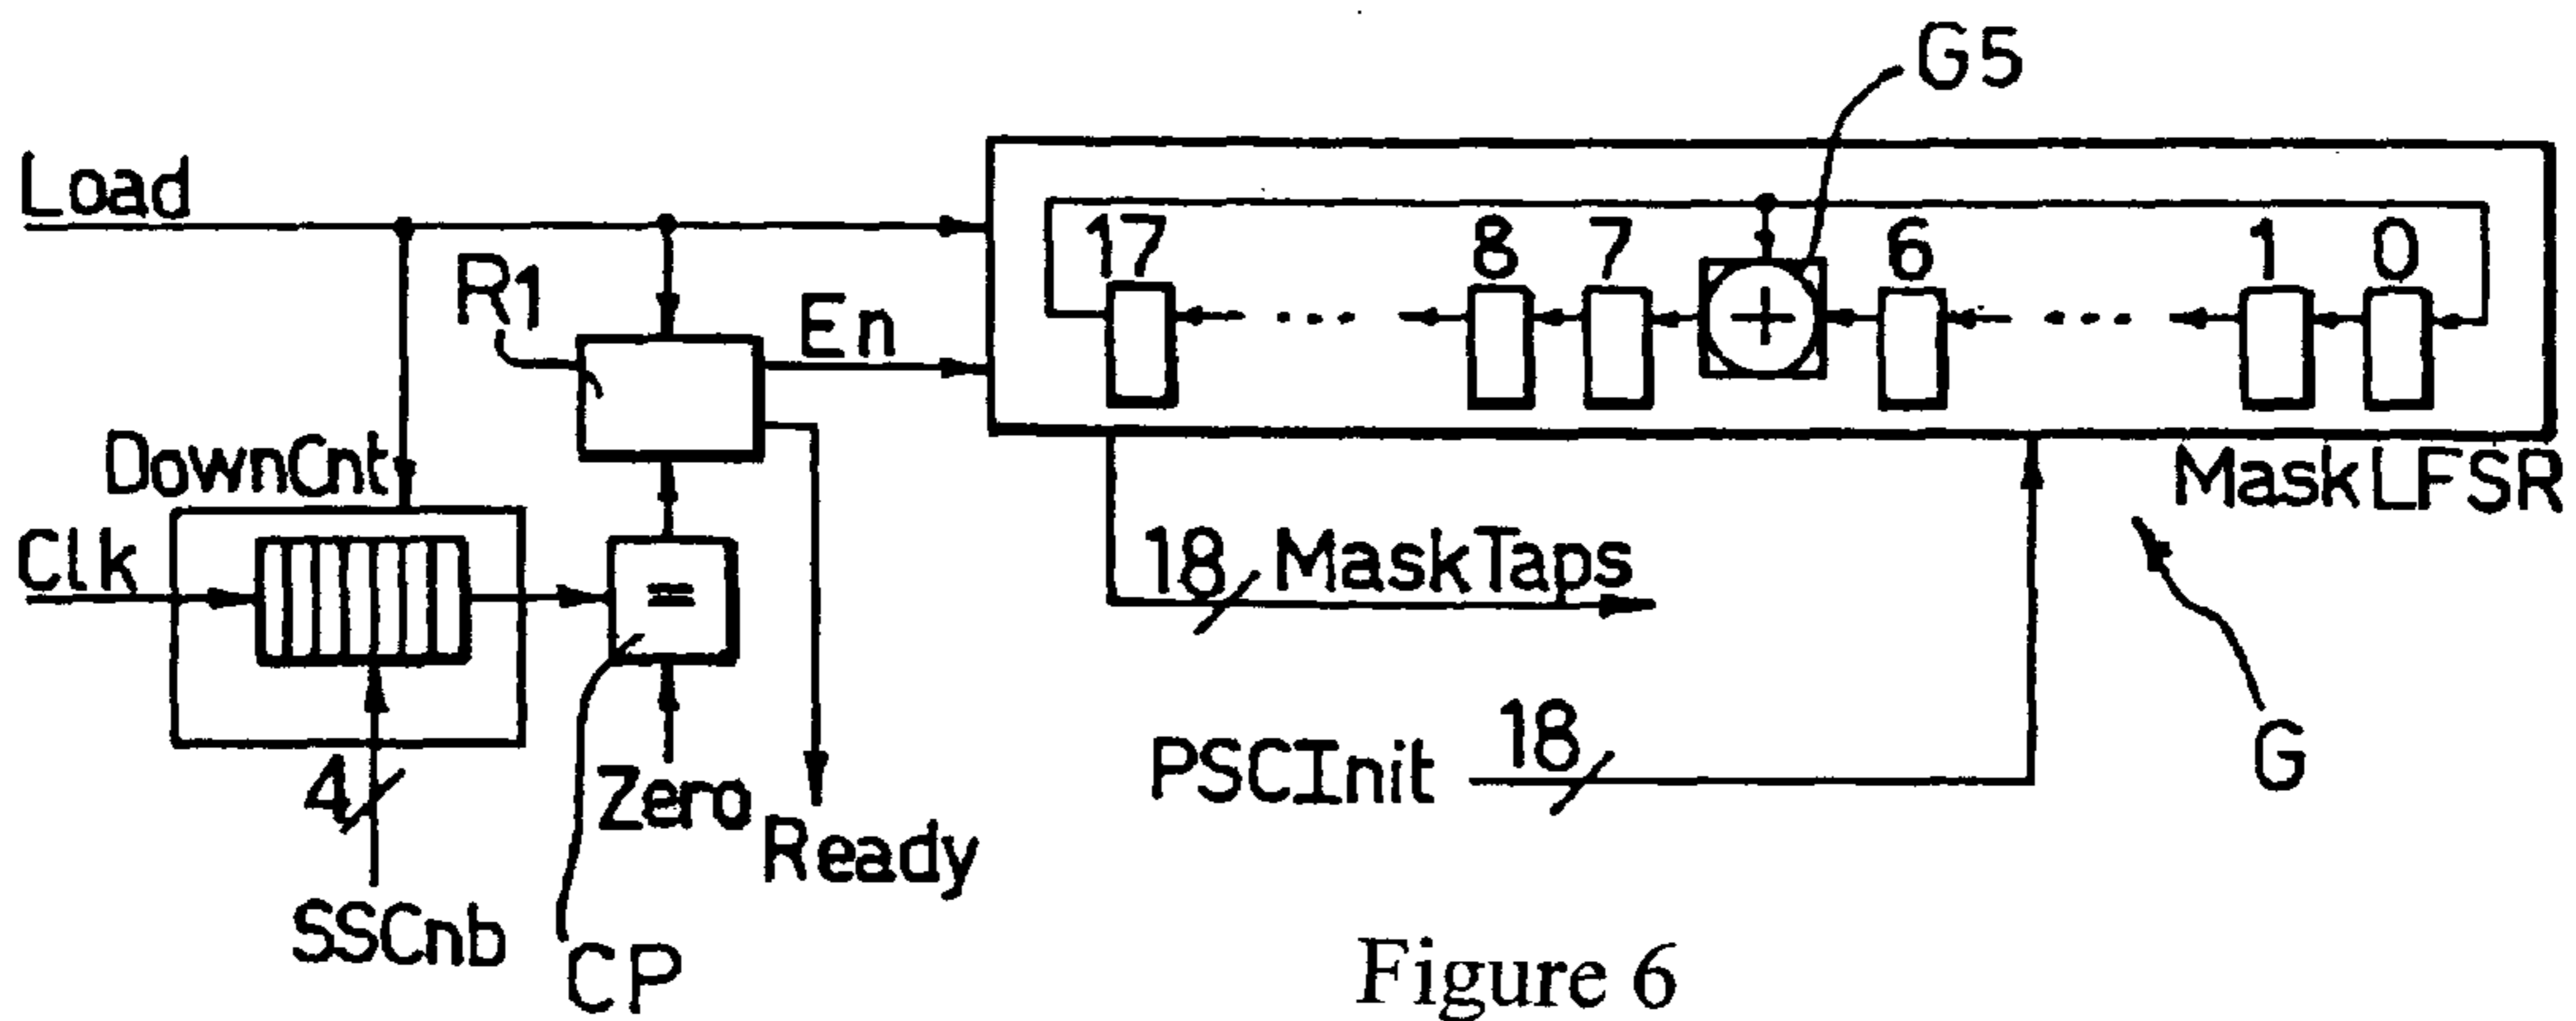 G5
Load
17
8
7
6
1
0
R1
En
DownCnt
Clk
=
+
MaskLFSR
18
MaskTaps
4
Zero
Ready
PSCInit
18
G
SSCnb
CP
Figure 6